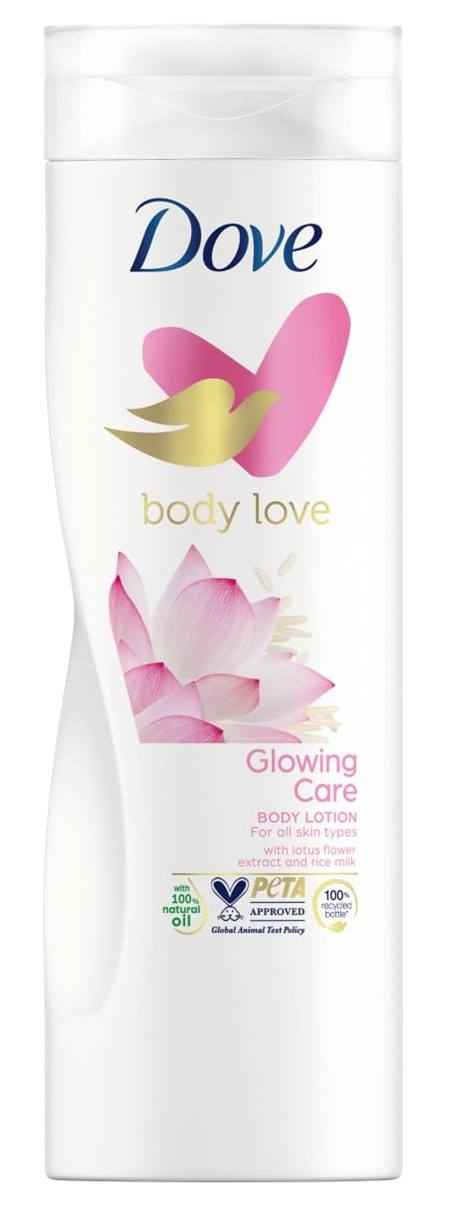 Dove
body love
Glowing
Care
BODY LOTION
For all skin types
with lotus flower
extract and rice milk
with
100%
natural
oil
PETA
APPROVED
Global Animal Test Policy
100%
recycled
bottle*